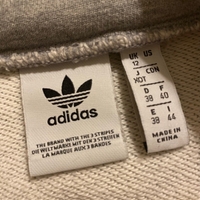 adidas
THE BRAND WITH THE 3 STRIPES
DIE WELTMARKE MIT DEN 3 STREIFEN
LA MARQUE AUX 3 BANDES
UK US
12
J CDN
XOT
D F
38 40
E I
38 44
MADE IN
CHINA